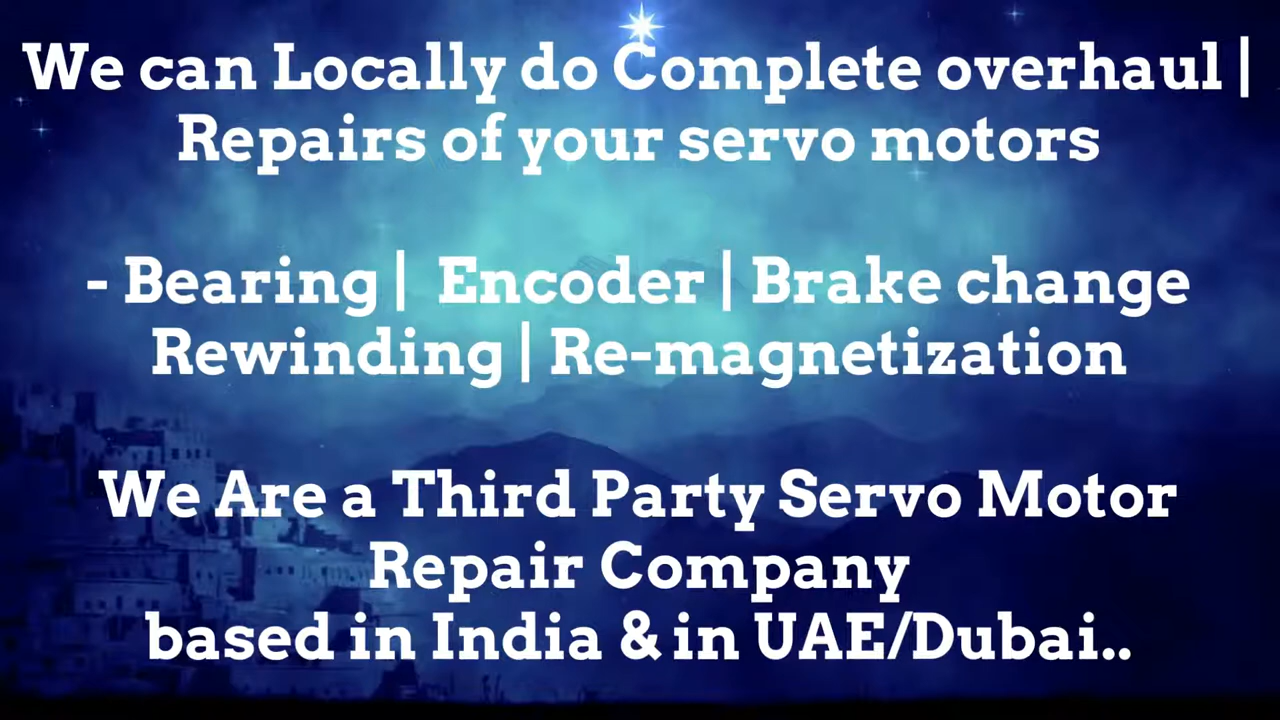 We can Locally do Complete overhaul |
Repairs of your servo motors
- Bearing | Encoder | Brake change
Rewinding | Re-magnetization
We Are a Third Party Servo Motor
Repair Company
based in India & in UAE/Dubai..